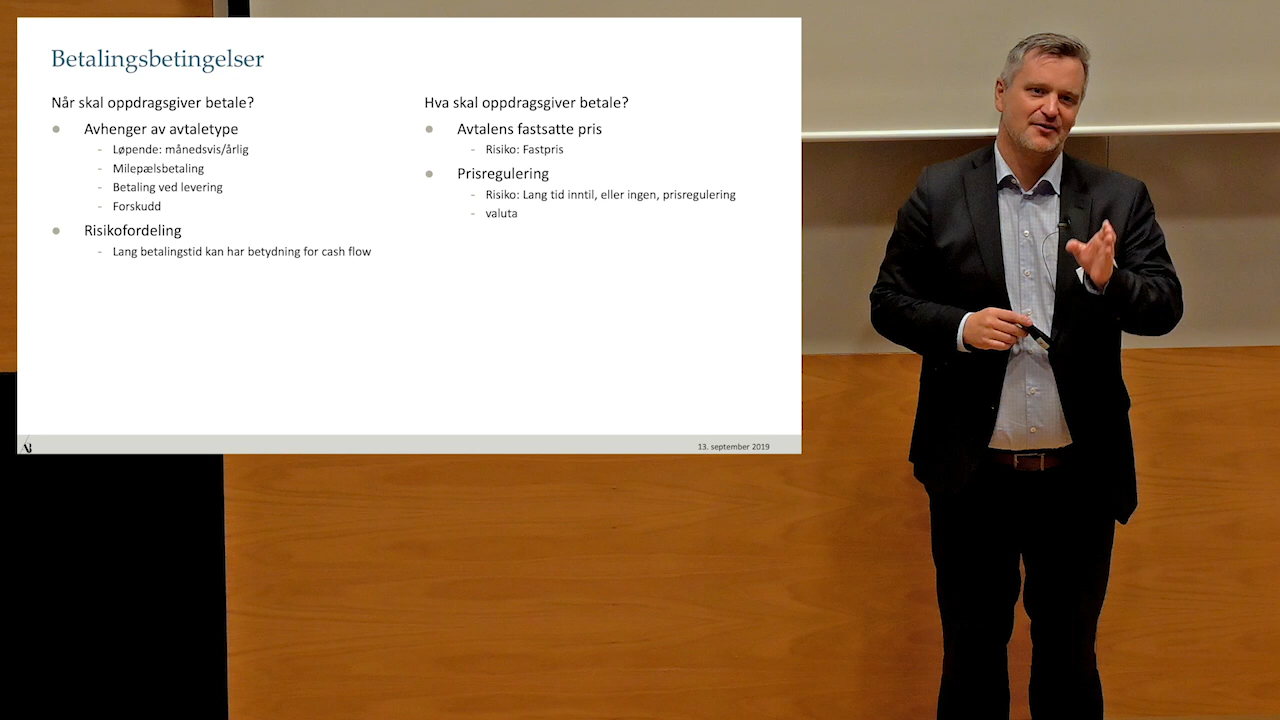 Betalingsbetingelser
Når skal oppdragsgiver betale?
● Avhenger av avtaletype
- Løpende: månedsvis/årlig
- Milepælsbetaling
- Betaling ved levering
- Forskudd
● Risikofordeling
- Lang betalingstid kan har betydning for cash flow
Hva skal oppdragsgiver betale?
● Avtalens fastsatte pris
- Risiko: Fastpris
● Prisregulering
- Risiko: Lang tid inntil, eller ingen, prisregulering
- valuta
AB
13. september 2019